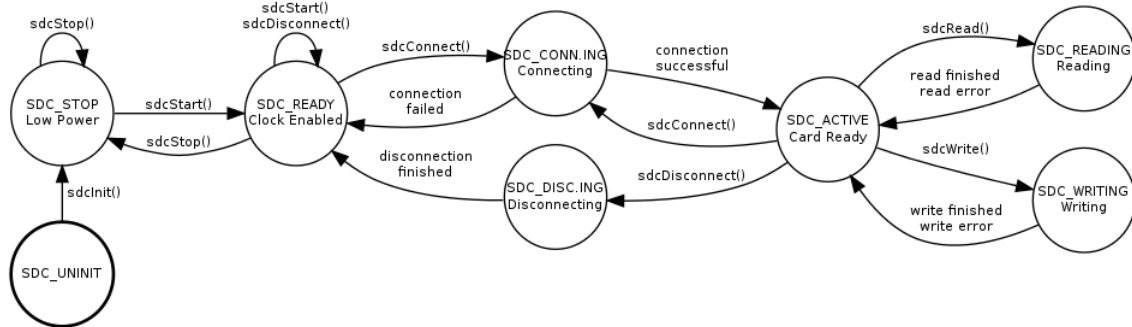 sdcStop()
sdcStart()
sdcDisconnect()
sdcConnect()
connection
successful
sdcRead()
SDC_STOP
Low Power
sdcStart()
SDC_READY
Clock Enabled
SDC_CONN.ING
Connecting
connection
failed
SDC_READING
Reading
read finished
read error
sdcStop()
sdcConnect()
SDC_ACTIVE
Card Ready
disconnection
finished
sdcWrite()
sdcInit()
SDC_DISC.ING
Disconnecting
sdcDisconnect()
SDC_WRITING
Writing
write finished
write error
SDC_UNINIT